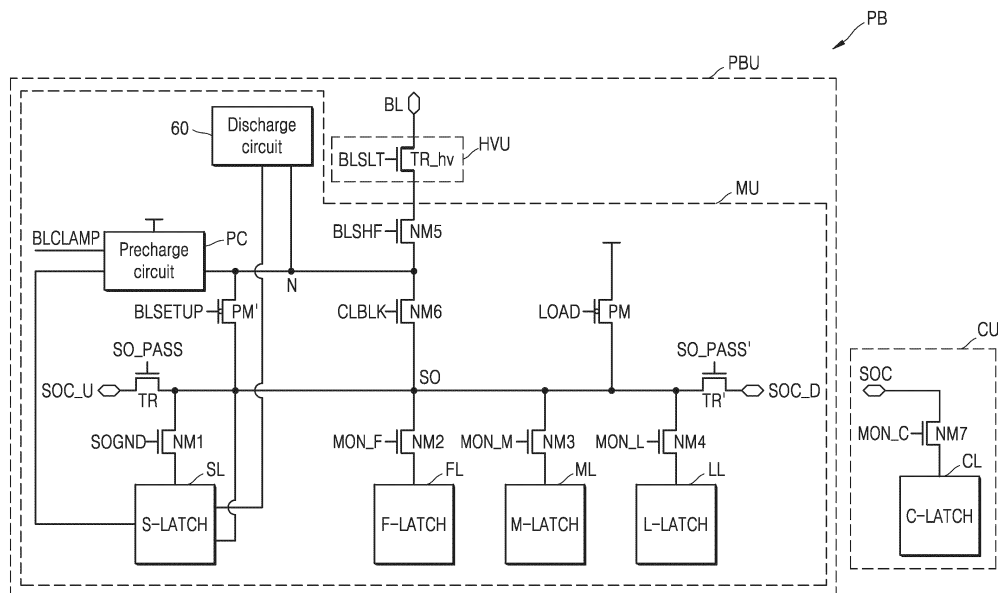 PB
PBU
BL
60
Discharge
circuit
HVU
BLSLT
TR_hv
MU
BLSHF
NM5
BLCLAMP
Precharge
circuit
PC
N
BLSETUP
PM'
CLBLK
NM6
LOAD
PM
CU
SO_PASS
SO
SO_PASS'
SOC
SOC_U
TR
TR'
SOC_D
SOGND
NM1
MON_F
NM2
MON_M
NM3
MON_L
NM4
MON_C
NM7
SL
FL
ML
LL
CL
S-LATCH
F-LATCH
M-LATCH
L-LATCH
C-LATCH